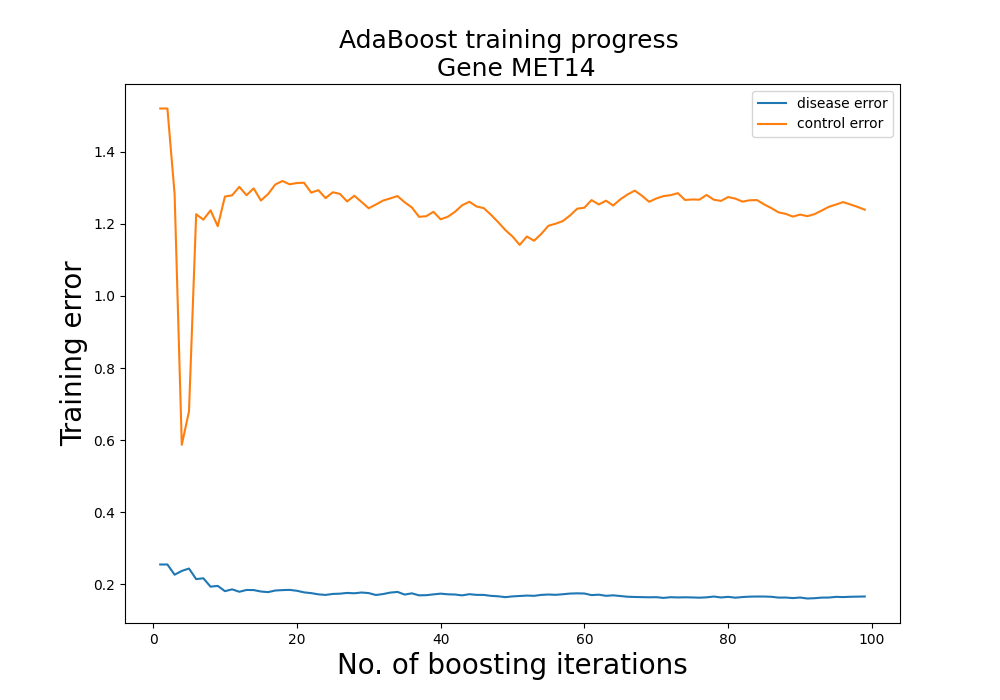 AdaBoost training progress
Gene MET14
disease error
control error
Training error
1.4
1.2
1.0
0.8
0.6
0.4
0.2
0 20 40 60 80 100
No. of boosting iterations